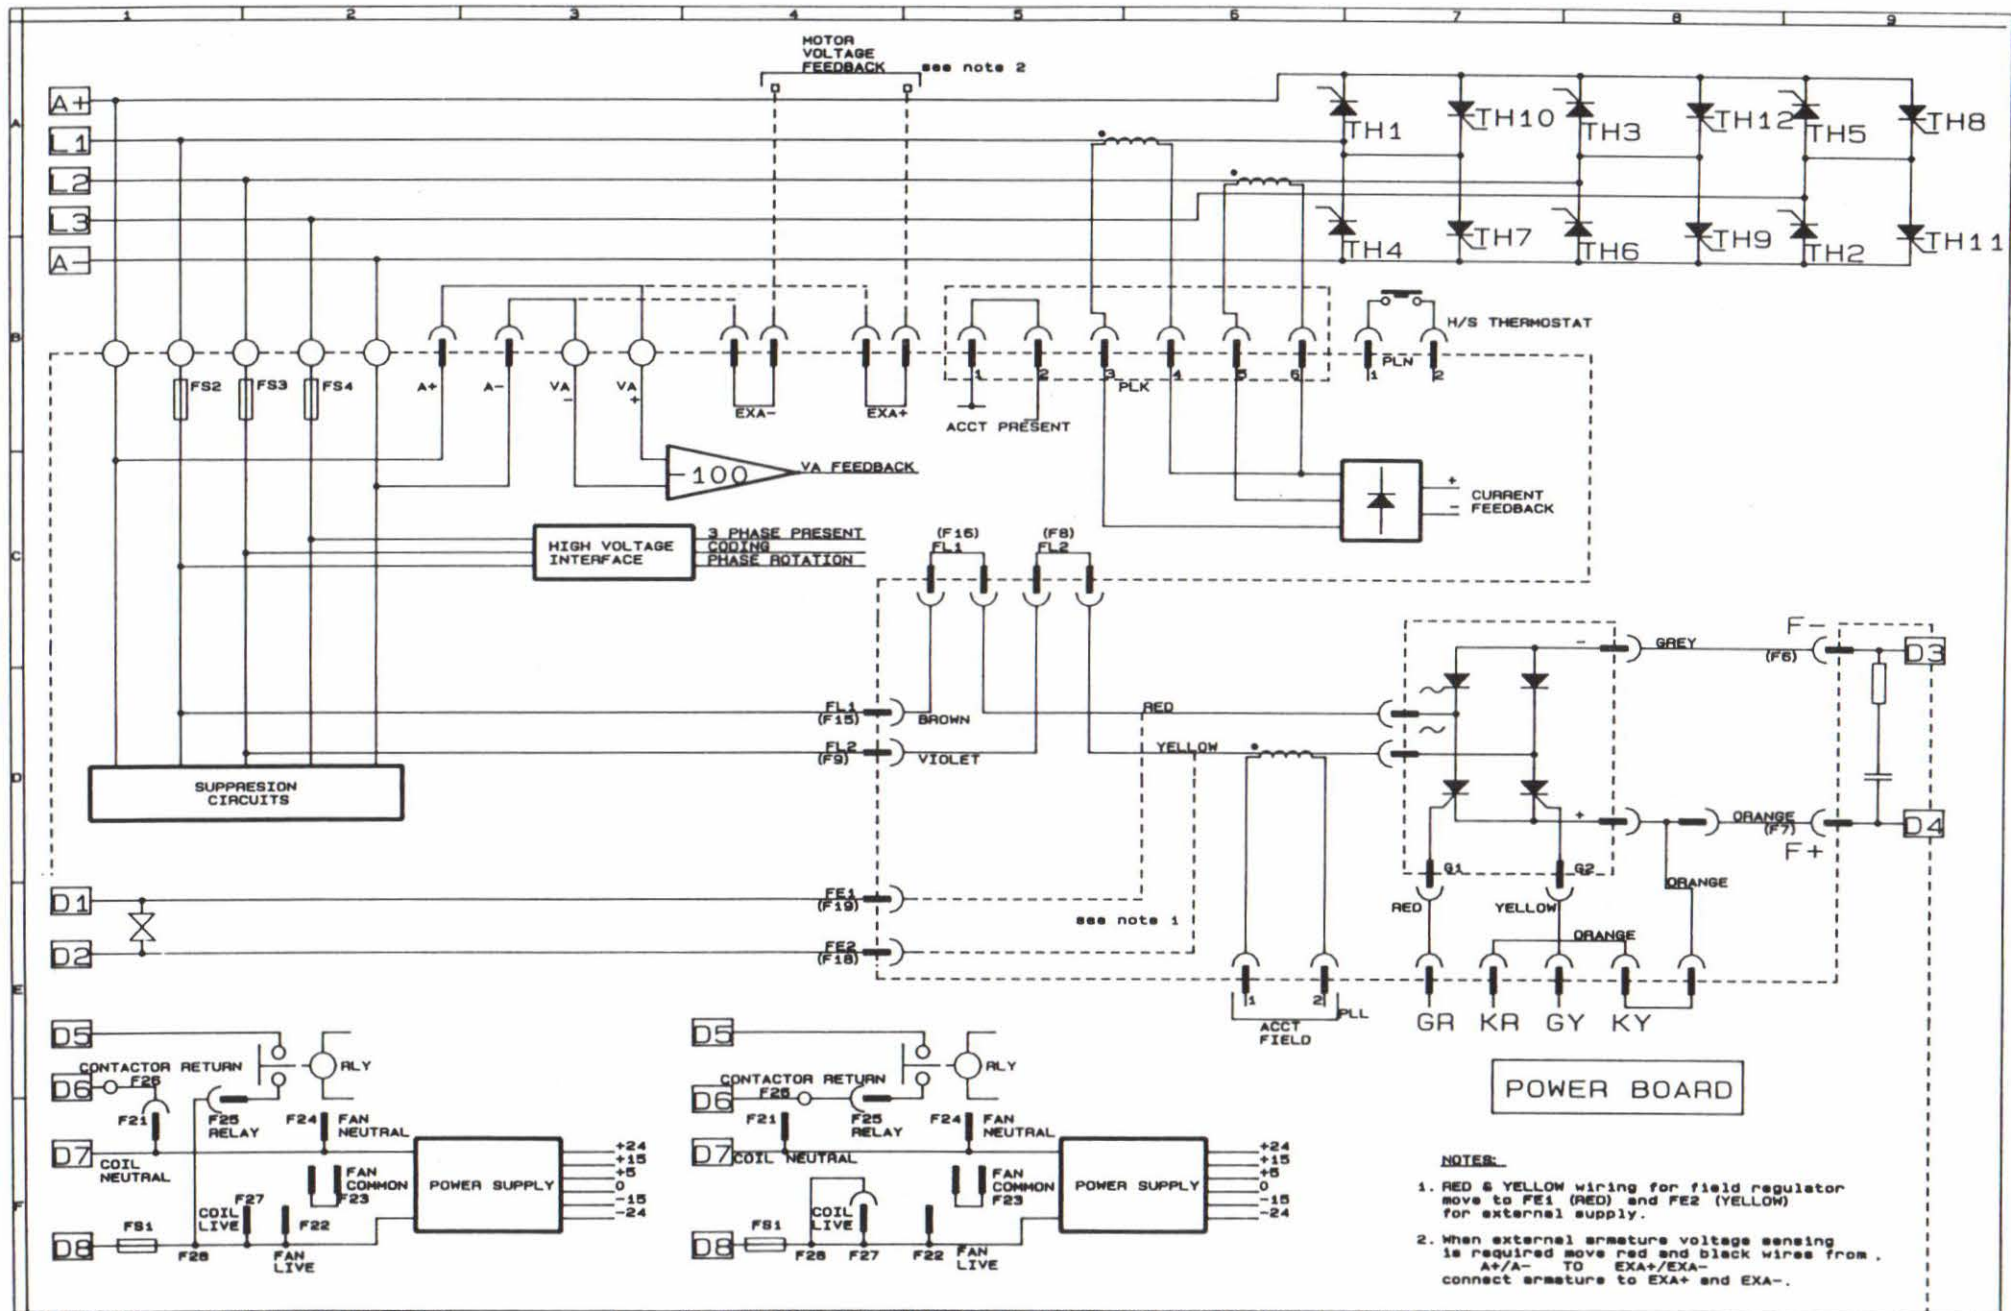 1 2 3 4 5 6 7 8 9
A
B
C
D
E
F
MOTOR
VOLTAGE
FEEDBACK see note 2
A+
L1
L2
L3
A-
TH1 TH10 TH3 TH12 TH5 TH8
TH4 TH7 TH6 TH9 TH2 TH11
H/S THERMOSTAT
FS2 FS3 FS4
A+ A- VA - VA +
EXA- EXA+
1 2 3 4 5 6
PLK
PLN
1 2
ACCT PRESENT
100
VA FEEDBACK
+
-
CURRENT
FEEDBACK
HIGH VOLTAGE
INTERFACE
3 PHASE PRESENT
CODING
PHASE ROTATION
(F16)
FL1
(F8)
FL2
FL1
(F15)
BROWN
FL2
(F9)
VIOLET
RED
YELLOW
- GREY
(F6)
F-
D3
+ ORANGE
(F7)
F+
D4
G1 G2
RED YELLOW
ORANGE
ORANGE
SUPPRESION
CIRCUITS
D1
D2
FE1
(F19)
FE2
(F18)
see note 1
1 2
PLL
ACCT
FIELD
GR KR GY KY
POWER BOARD
D5
CONTACTOR RETURN
D6
F26
RLY
F21
F25
RELAY
F24
FAN
NEUTRAL
D7
COIL
NEUTRAL
FAN
COMMON
F23
POWER SUPPLY
+24
+15
+5
0
-15
-24
F27
COIL
LIVE
F22
D8
FS1
F28
FAN
LIVE
D5
CONTACTOR RETURN
D6
F26
RLY
F21
F25
RELAY
F24
FAN
NEUTRAL
D7
COIL NEUTRAL
FAN
COMMON
F23
POWER SUPPLY
+24
+15
+5
0
-15
-24
COIL
LIVE
D8
FS1
F28
F27
F22
FAN
LIVE
NOTES:
1. RED & YELLOW wiring for field regulator
move to FE1 (RED) and FE2 (YELLOW)
for external supply.
2. When external armature voltage sensing
is required move red and black wires from .
A+/A- TO EXA+/EXA-
connect armature to EXA+ and EXA-.